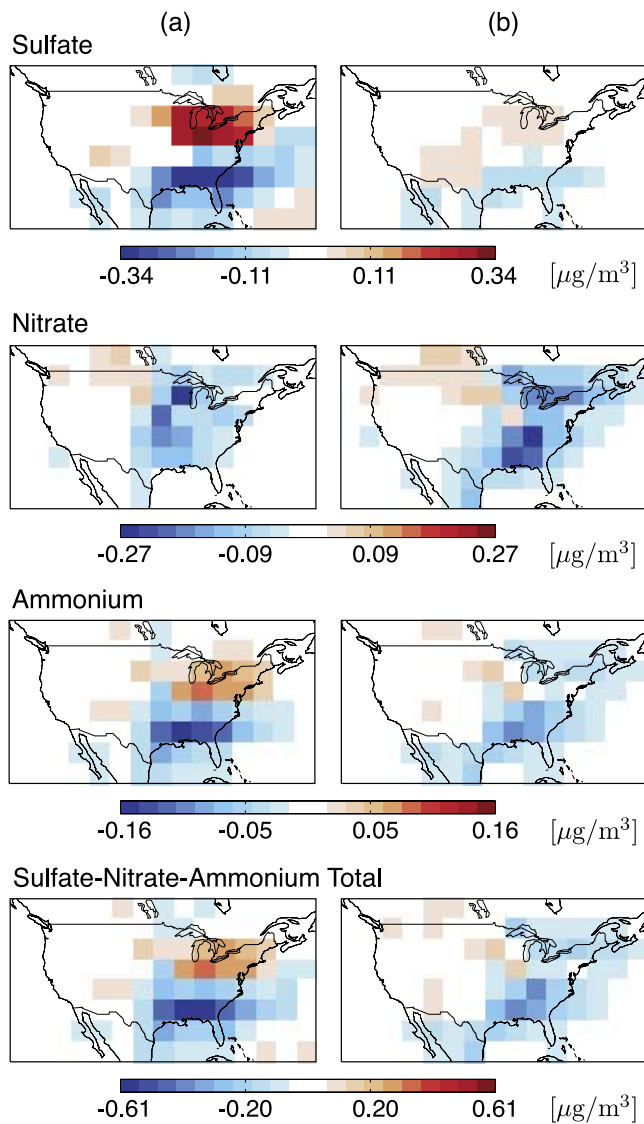 (a) (b)
Sulfate
-0.34 -0.11 0.11 0.34 [μg/m³]
Nitrate
-0.27 -0.09 0.09 0.27 [μg/m³]
Ammonium
-0.16 -0.05 0.05 0.16 [μg/m³]
Sulfate-Nitrate-Ammonium Total
-0.61 -0.20 0.20 0.61 [μg/m³]